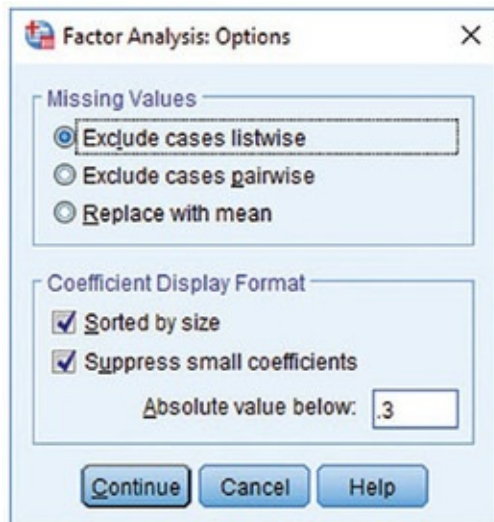 Factor Analysis: Options
Missing Values
Exclude cases listwise
Exclude cases pairwise
Replace with mean
Coefficient Display Format
Sorted by size
Suppress small coefficients
Absolute value below: .3
Continue Cancel Help